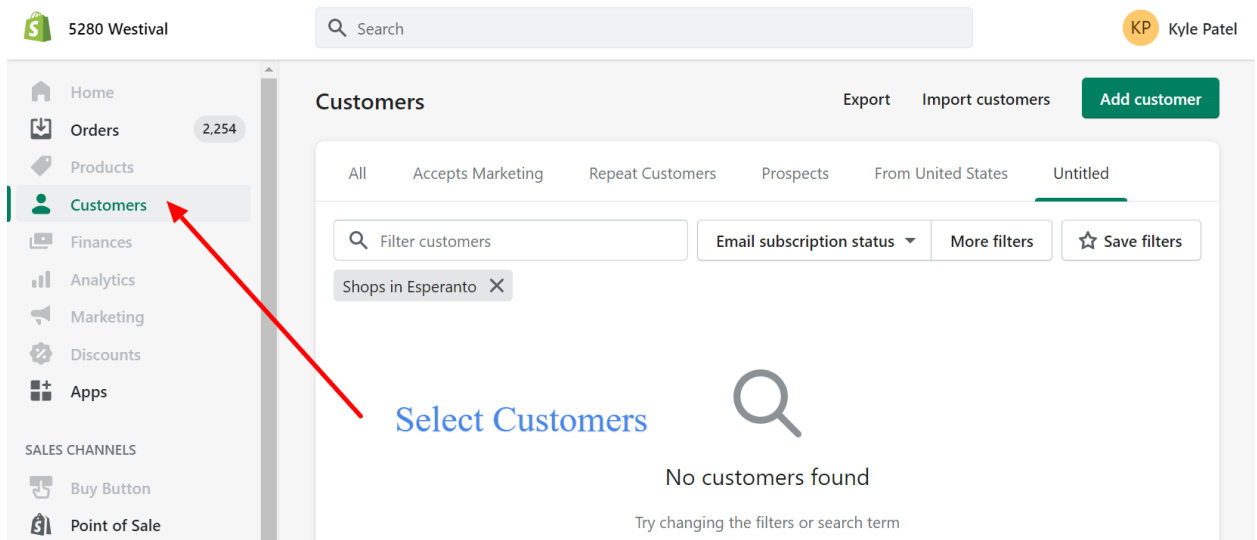 5280 Westival
Search
KP
Kyle Patel
Home
Orders
2,254
Products
Customers
Finances
Analytics
Marketing
Discounts
Apps
SALES CHANNELS
Buy Button
Point of Sale
Customers
Export
Import customers
Add customer
All
Accepts Marketing
Repeat Customers
Prospects
From United States
Untitled
Filter customers
Email subscription status
More filters
Save filters
Shops in Esperanto
Select Customers
No customers found
Try changing the filters or search term